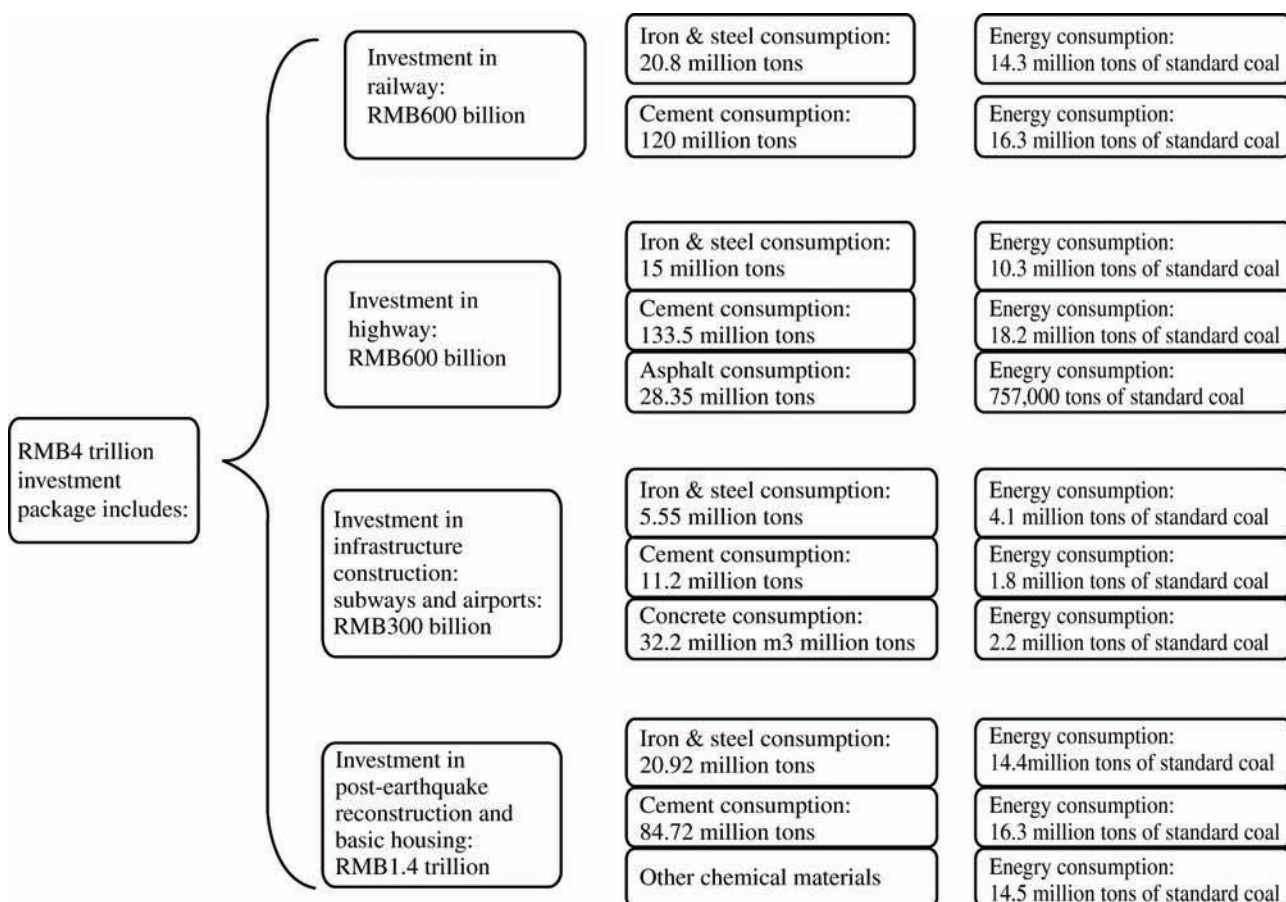 RMB4 trillion
investment
package includes:
Investment in
railway:
RMB600 billion
Iron & steel consumption:
20.8 million tons
Energy consumption:
14.3 million tons of standard coal
Cement consumption:
120 million tons
Energy consumption:
16.3 million tons of standard coal
Investment in
highway:
RMB600 billion
Iron & steel consumption:
15 million tons
Energy consumption:
10.3 million tons of standard coal
Cement consumption:
133.5 million tons
Energy consumption:
18.2 million tons of standard coal
Asphalt consumption:
28.35 million tons
Enegry consumption:
757,000 tons of standard coal
Investment in
infrastructure
construction:
subways and airports:
RMB300 billion
Iron & steel consumption:
5.55 million tons
Energy consumption:
4.1 million tons of standard coal
Cement consumption:
11.2 million tons
Energy consumption:
1.8 million tons of standard coal
Concrete consumption:
32.2 million m3 million tons
Energy consumption:
2.2 million tons of standard coal
Investment in
post-earthquake
reconstruction and
basic housing:
RMB1.4 trillion
Iron & steel consumption:
20.92 million tons
Energy consumption:
14.4million tons of standard coal
Cement consumption:
84.72 million tons
Energy consumption:
16.3 million tons of standard coal
Other chemical materials
Enegry consumption:
14.5 million tons of standard coal